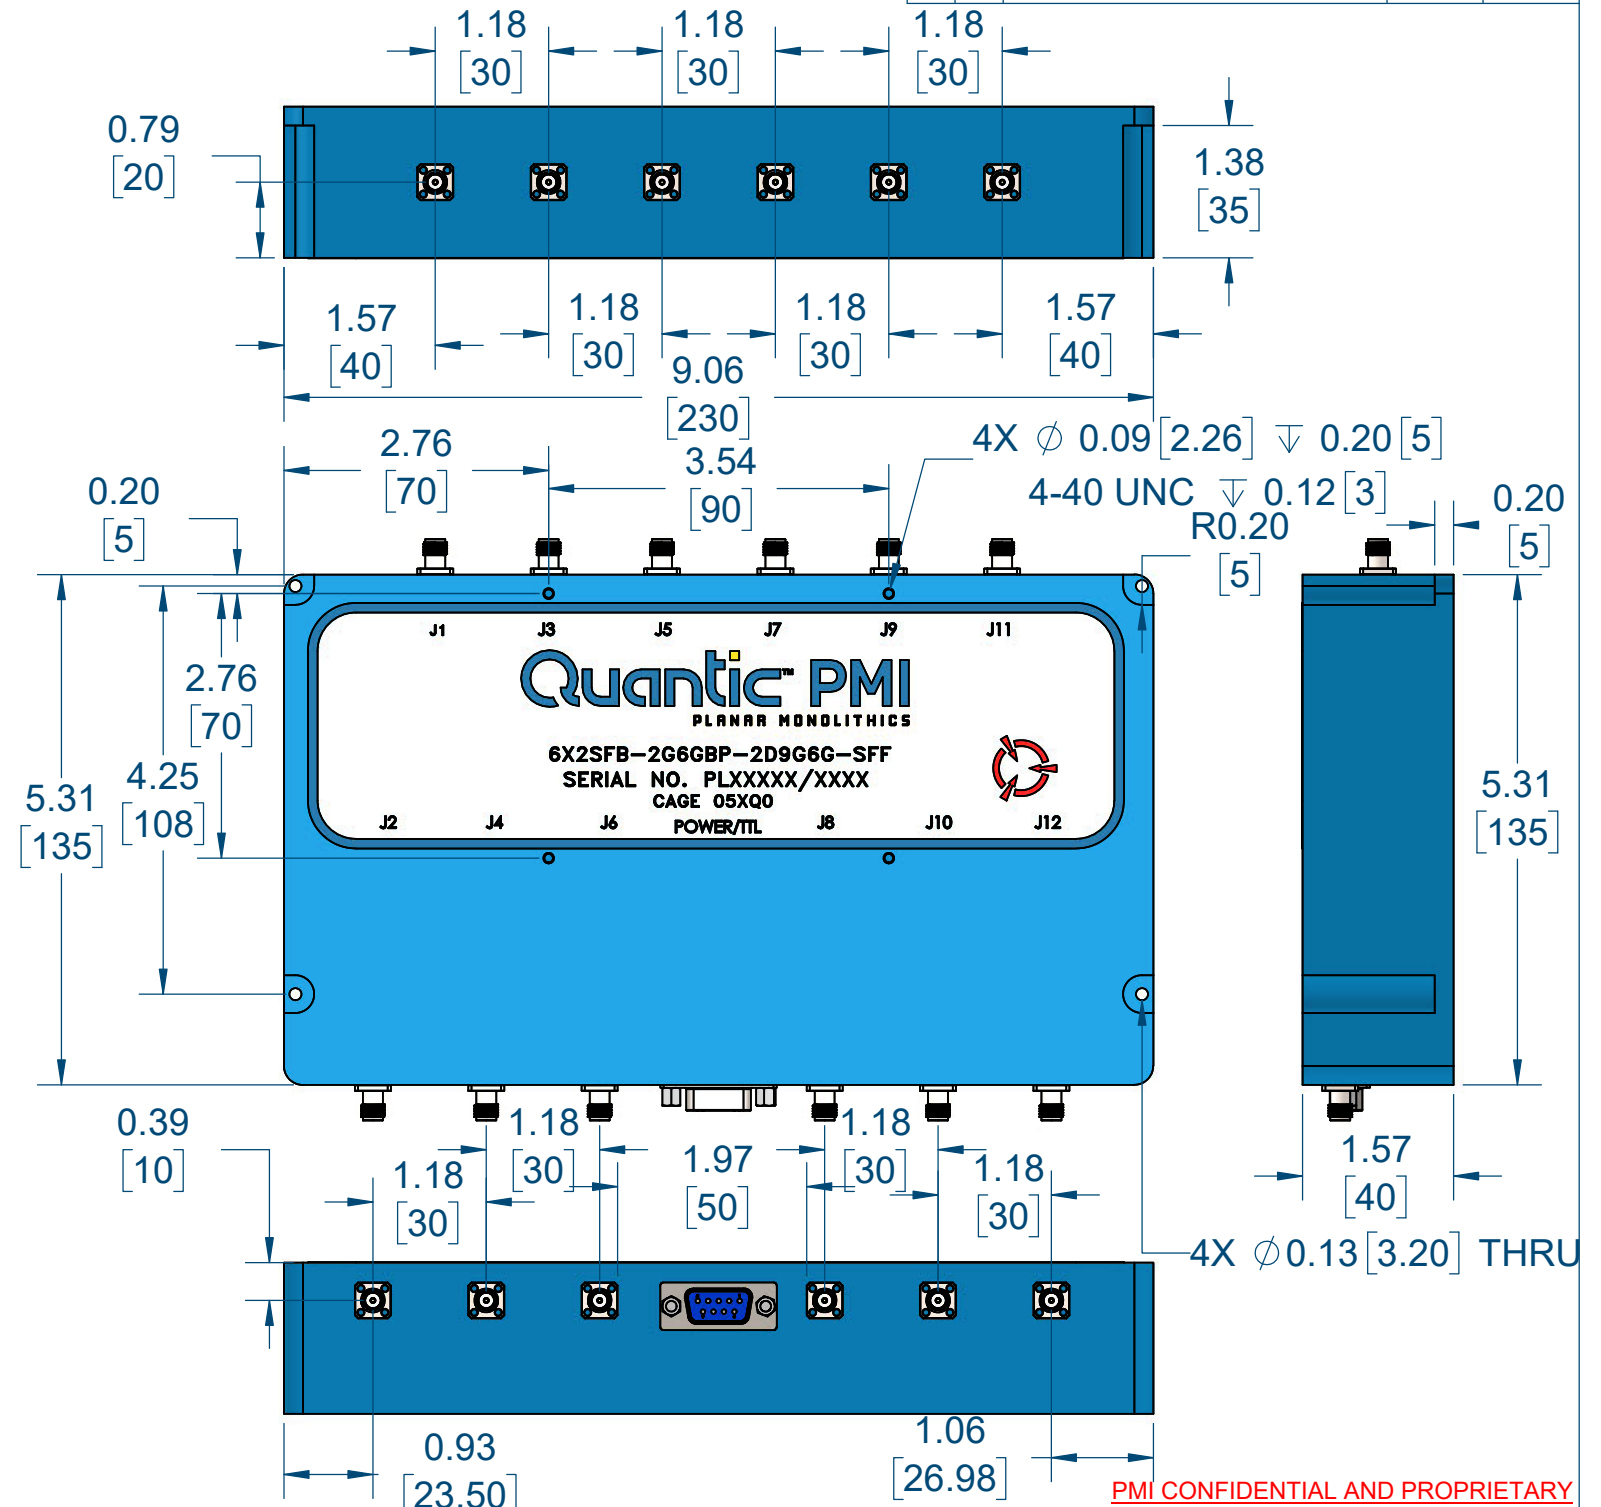 1.18 1.18 1.18
[30] [30] [30]
0.79
[20]
1.38
[35]
1.57 1.18 1.18 1.57
[40] [30] [30] [40]
9.06
[230]
2.76
[70]
3.54
[90]
4X ∅ 0.09 [2.26] ↧ 0.20 [5]
4-40 UNC ↧ 0.12 [3]
0.20
[5]
R0.20
[5]
0.20
[5]
J1 J3 J5 J7 J9 J11
Quantic™ PMI
PLANAR MONOLITHICS
6X2SFB-2G6GBP-2D9G6G-SFF
SERIAL NO. PLXXXXX/XXXX
CAGE 05XQ0
J2 J4 J6 POWER/TTL J8 J10 J12
2.76
[70]
4.25
[108]
5.31
[135]
5.31
[135]
0.39
[10]
1.18
[30]
1.18
[30]
1.97
[50]
1.18
[30]
1.18
[30]
1.57
[40]
4X ∅0.13 [3.20] THRU
0.93
[23.50]
1.06
[26.98]
PMI CONFIDENTIAL AND PROPRIETARY